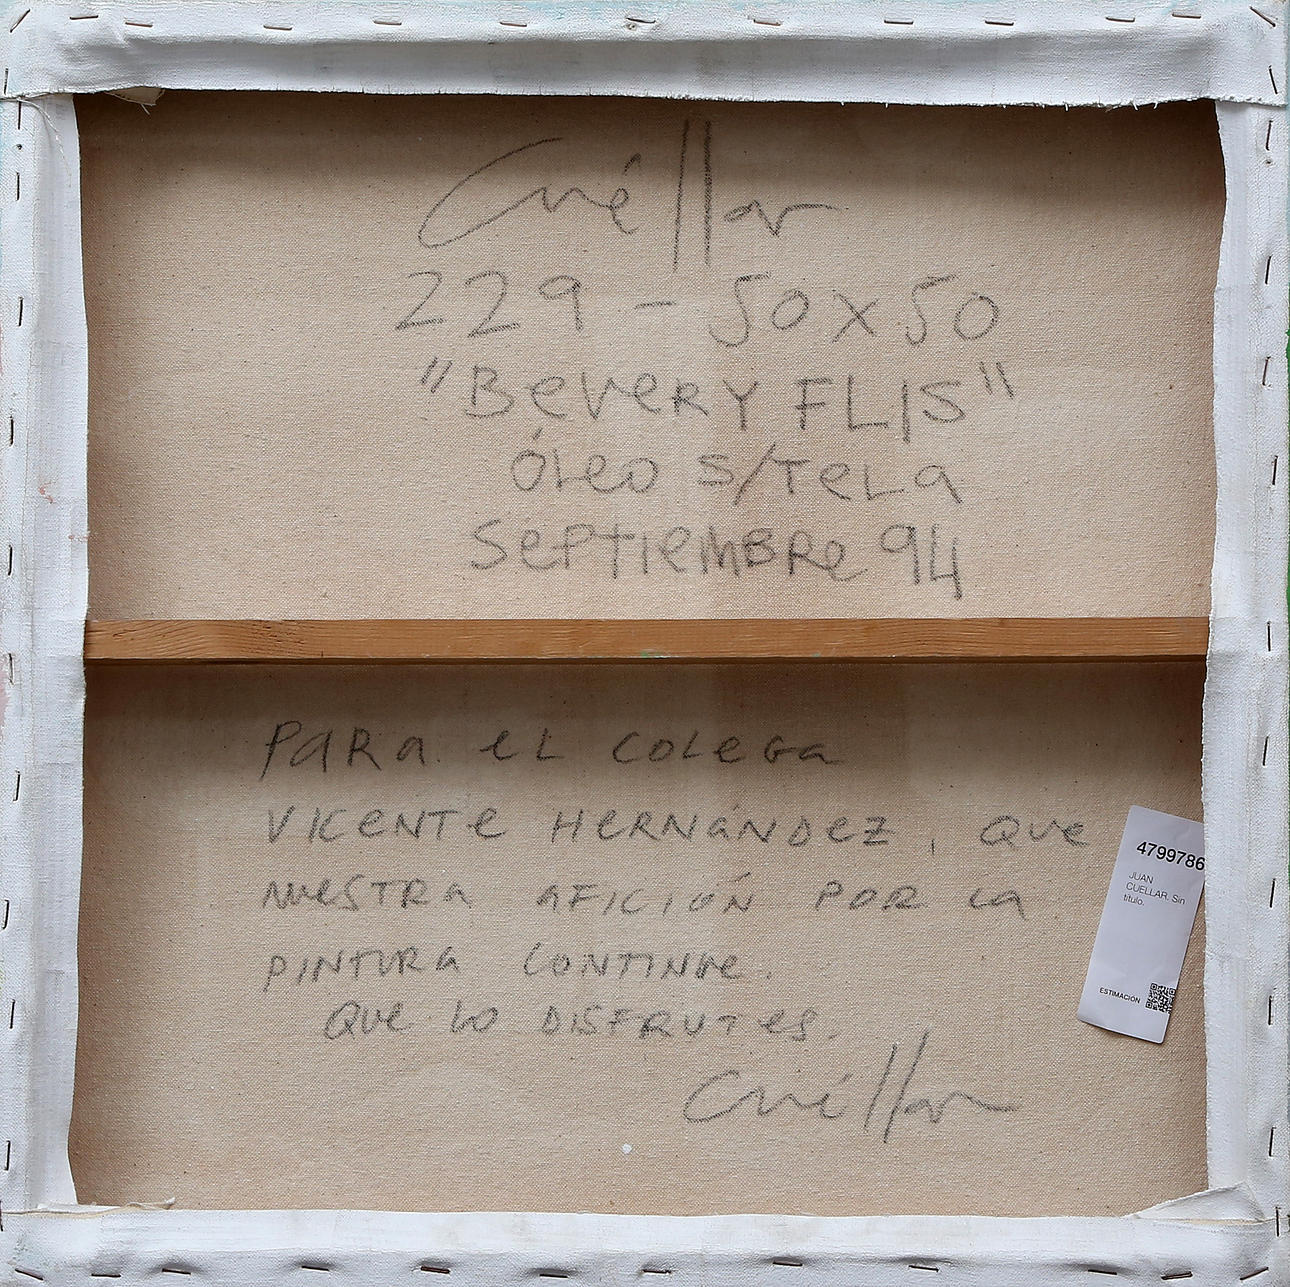 Cuéllar
229 - 50x50
"BeVeRY FLIS"
ÓLeo S/TeLa
SePtieMBRe 94
PaRa eL coLeGa
VICeNTe HeRNáNDeZ, Que
NUeSTRa aFICIÓN POR La
PINTURa CONTINúe.
Que Lo DISFRUTeS.
Cuéllar
4799786
JUAN
CUELLAR. Sin
título.
ESTIMACION